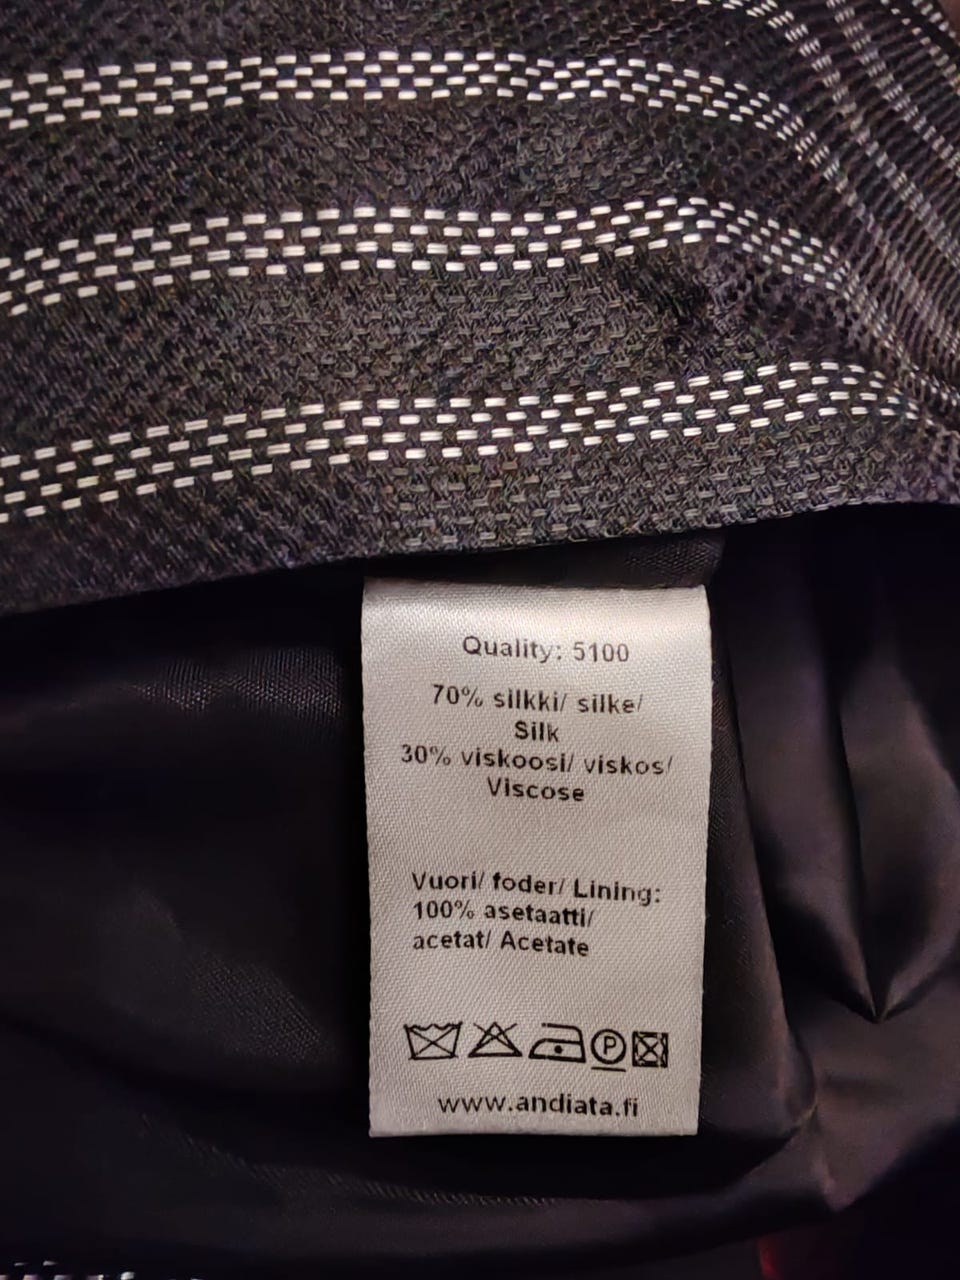 Quality: 5100
70% silkki/ silke/
Silk
30% viskoosi/ viskos/
Viscose
Vuori/ foder/ Lining:
100% asetaatti/
acetat/ Acetate
P
www.andiata.fi